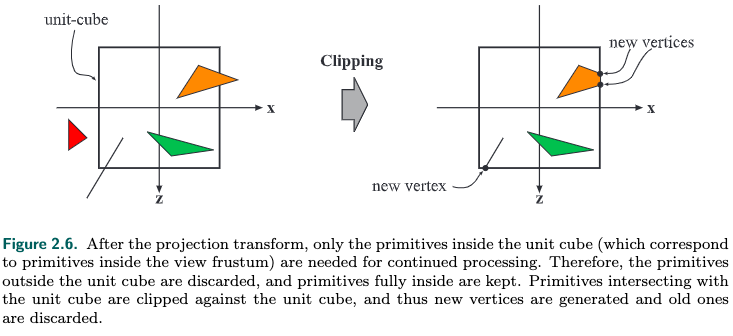 unit-cube
new vertices
Clipping
x
x
new vertex
z
z
Figure 2.6. After the projection transform, only the primitives inside the unit cube (which correspond
to primitives inside the view frustum) are needed for continued processing. Therefore, the primitives
outside the unit cube are discarded, and primitives fully inside are kept. Primitives intersecting with
the unit cube are clipped against the unit cube, and thus new vertices are generated and old ones
are discarded.